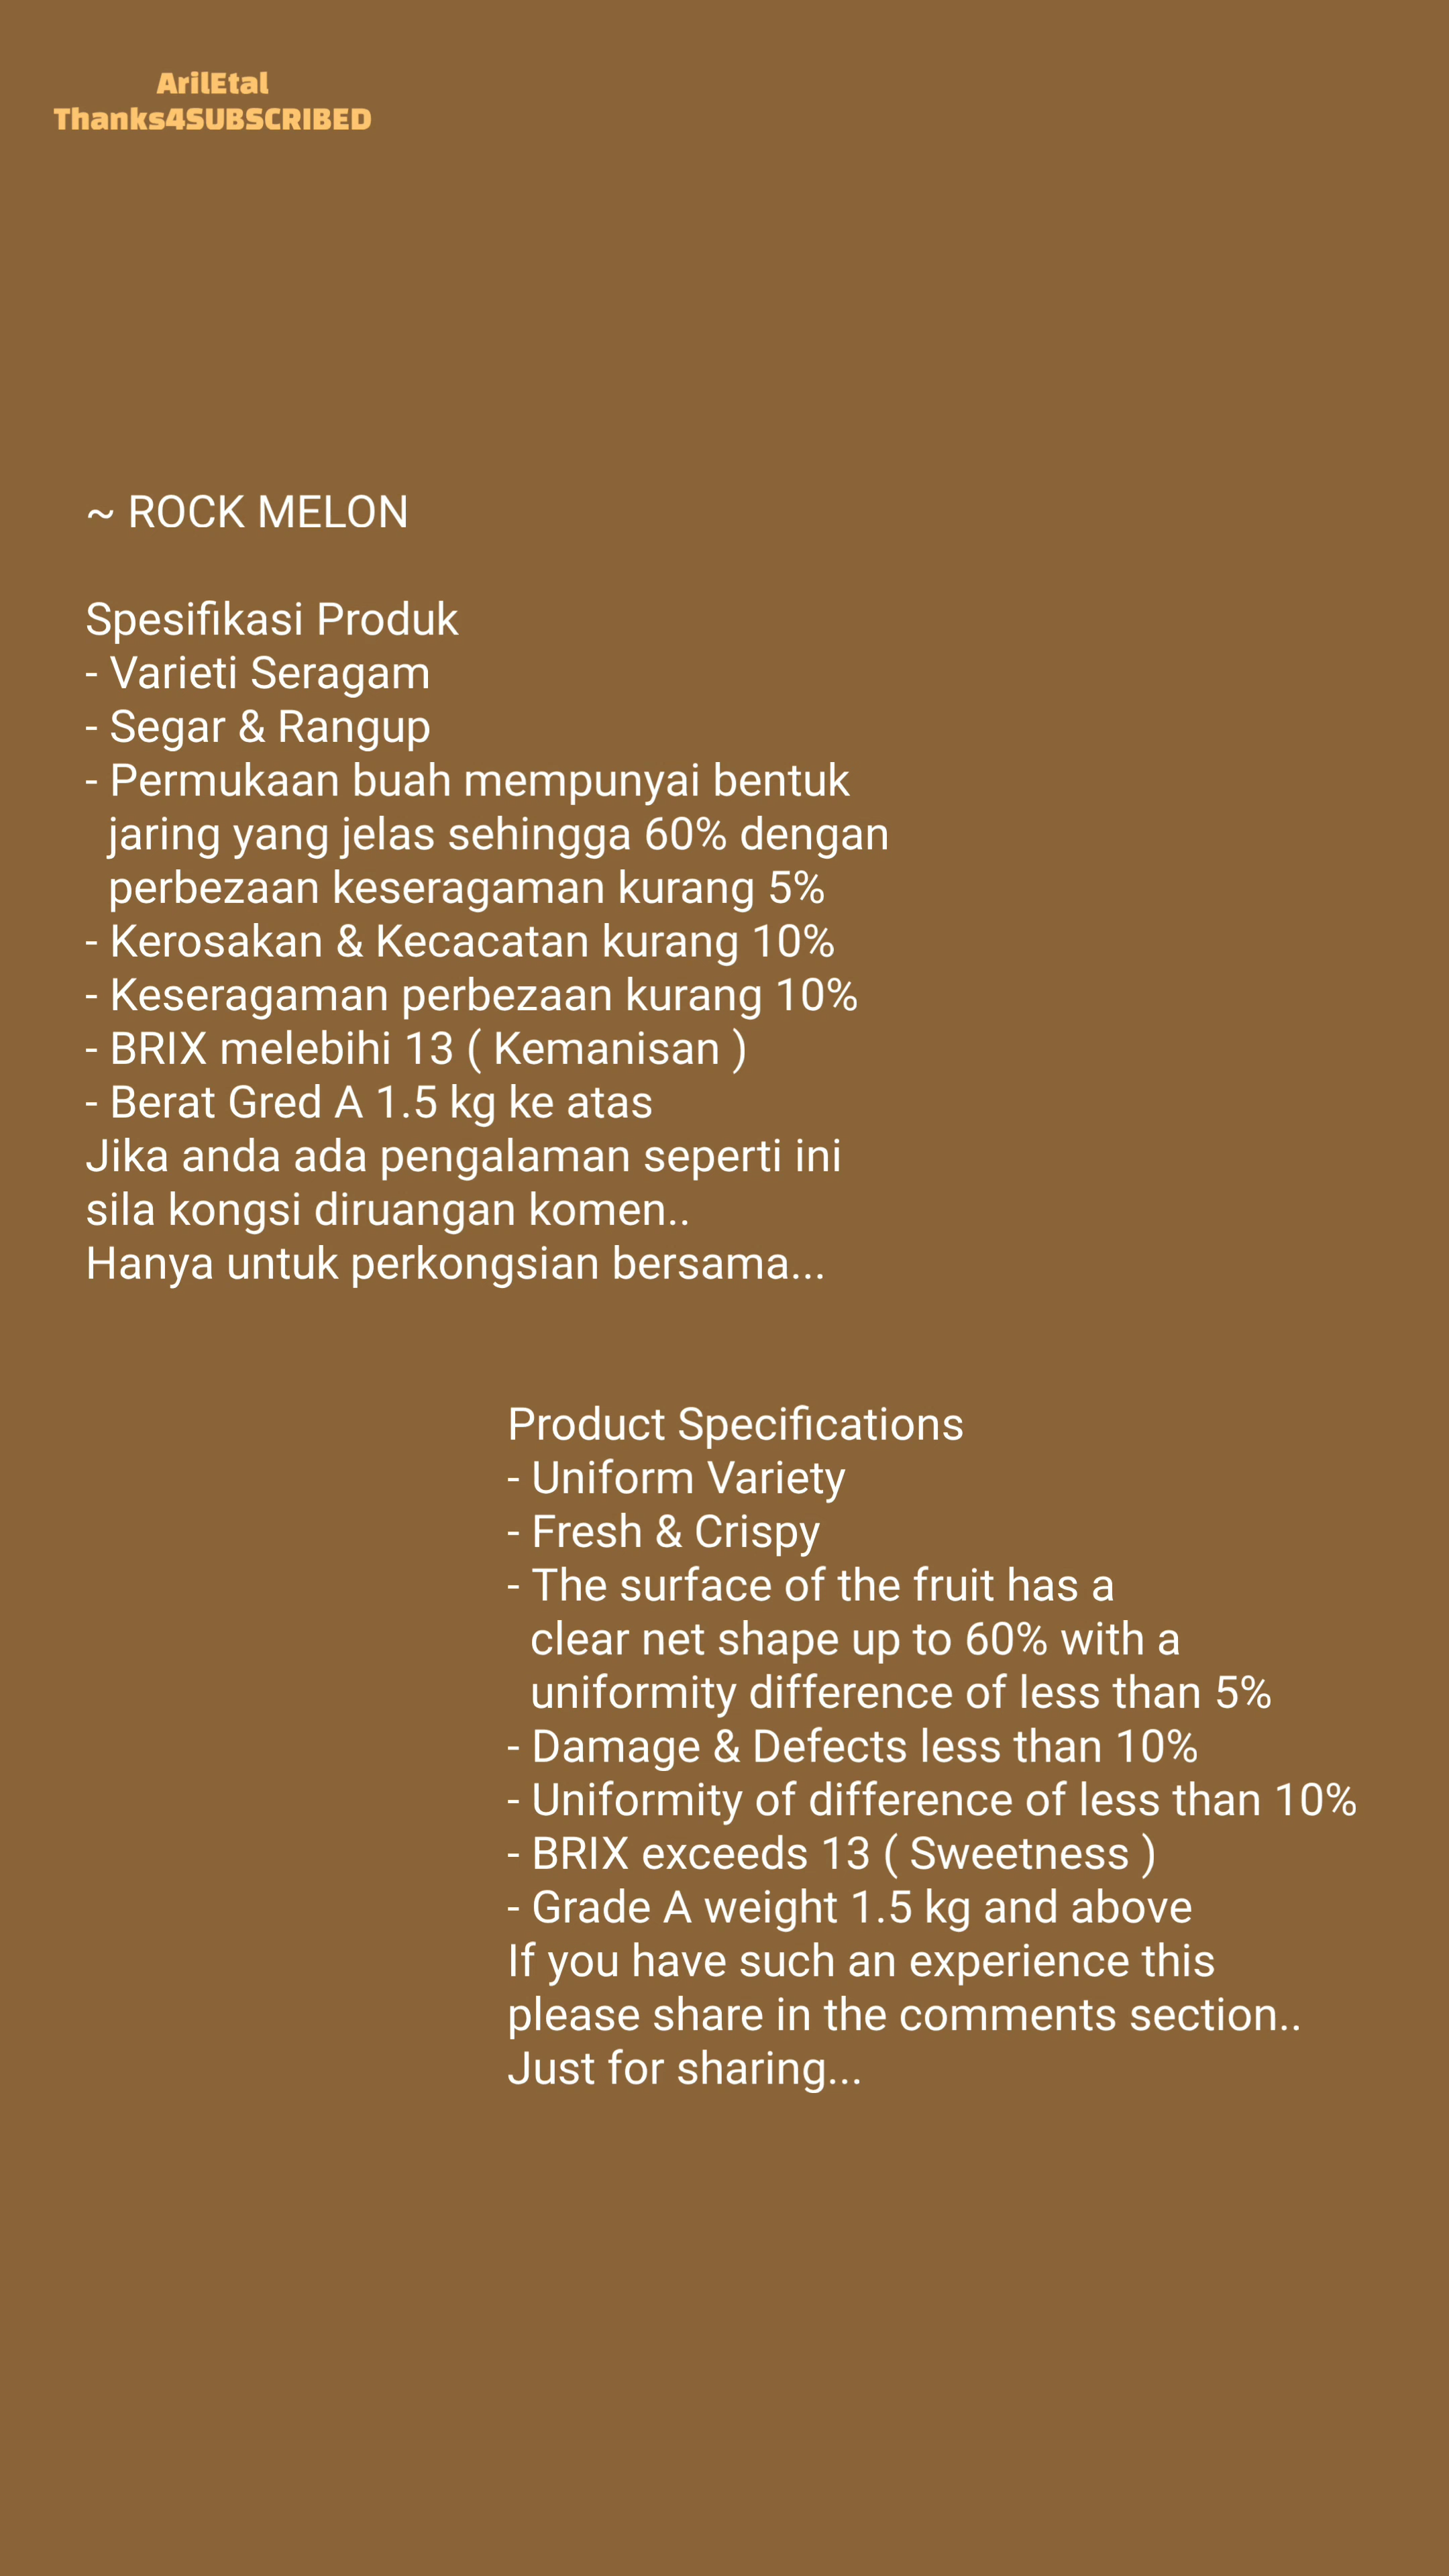 ArilEtal
Thanks4SUBSCRIBED
~ ROCK MELON
Spesifikasi Produk
- Varieti Seragam
- Segar & Rangup
- Permukaan buah mempunyai bentuk
jaring yang jelas sehingga 60% dengan
perbezaan keseragaman kurang 5%
- Kerosakan & Kecacatan kurang 10%
- Keseragaman perbezaan kurang 10%
- BRIX melebihi 13 ( Kemanisan )
- Berat Gred A 1.5 kg ke atas
Jika anda ada pengalaman seperti ini
sila kongsi diruangan komen..
Hanya untuk perkongsian bersama...
Product Specifications
- Uniform Variety
- Fresh & Crispy
- The surface of the fruit has a
clear net shape up to 60% with a
uniformity difference of less than 5%
- Damage & Defects less than 10%
- Uniformity of difference of less than 10%
- BRIX exceeds 13 ( Sweetness )
- Grade A weight 1.5 kg and above
If you have such an experience this
please share in the comments section..
Just for sharing...